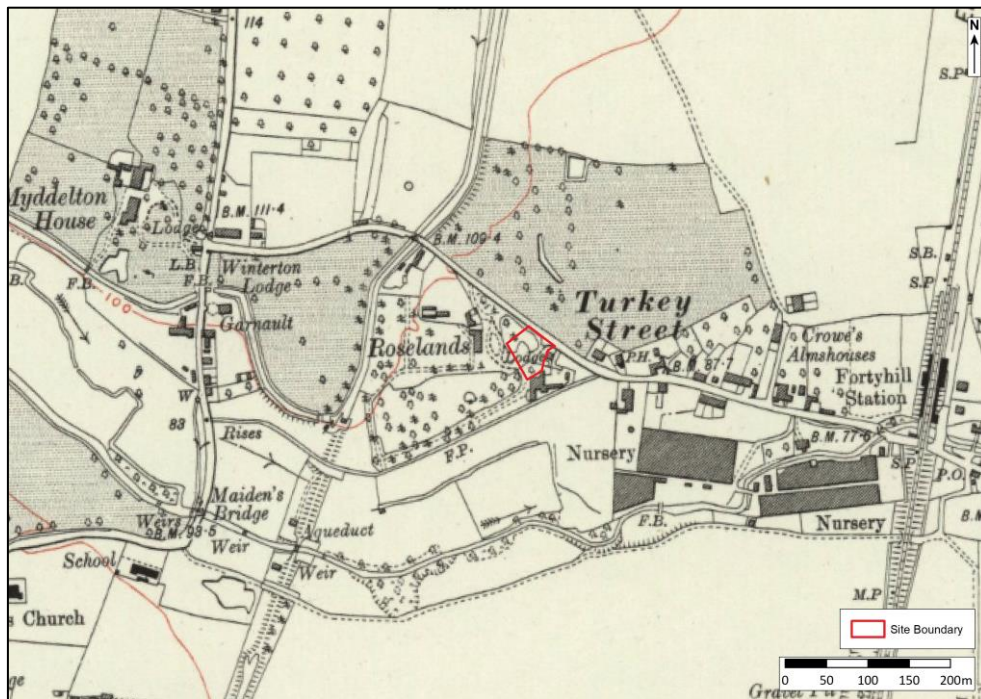 114
N
S.P
Myddelton
House
Lodge
B.M. 111·4
B.M. 109·4
L.B.
F.B.
F.B.
Winterton
Lodge
100
Garnault
Turkey
Street
S.B.
S.P
Roselands
Lodge
P.H.
B.M. 87·7
Crowe's
Almshouses
Fortyhill
Station
W
83
Rises
F.P.
Nursery
B.M. 77·6
S.P
P.O.
Maiden's
Bridge
Weirs
B.M. 93·5
Weir
Aqueduct
Weir
F.B.
Nursery
B.M
School
M.P
s Church
Site Boundary
0 50 100 150 200m
Gravel Pit